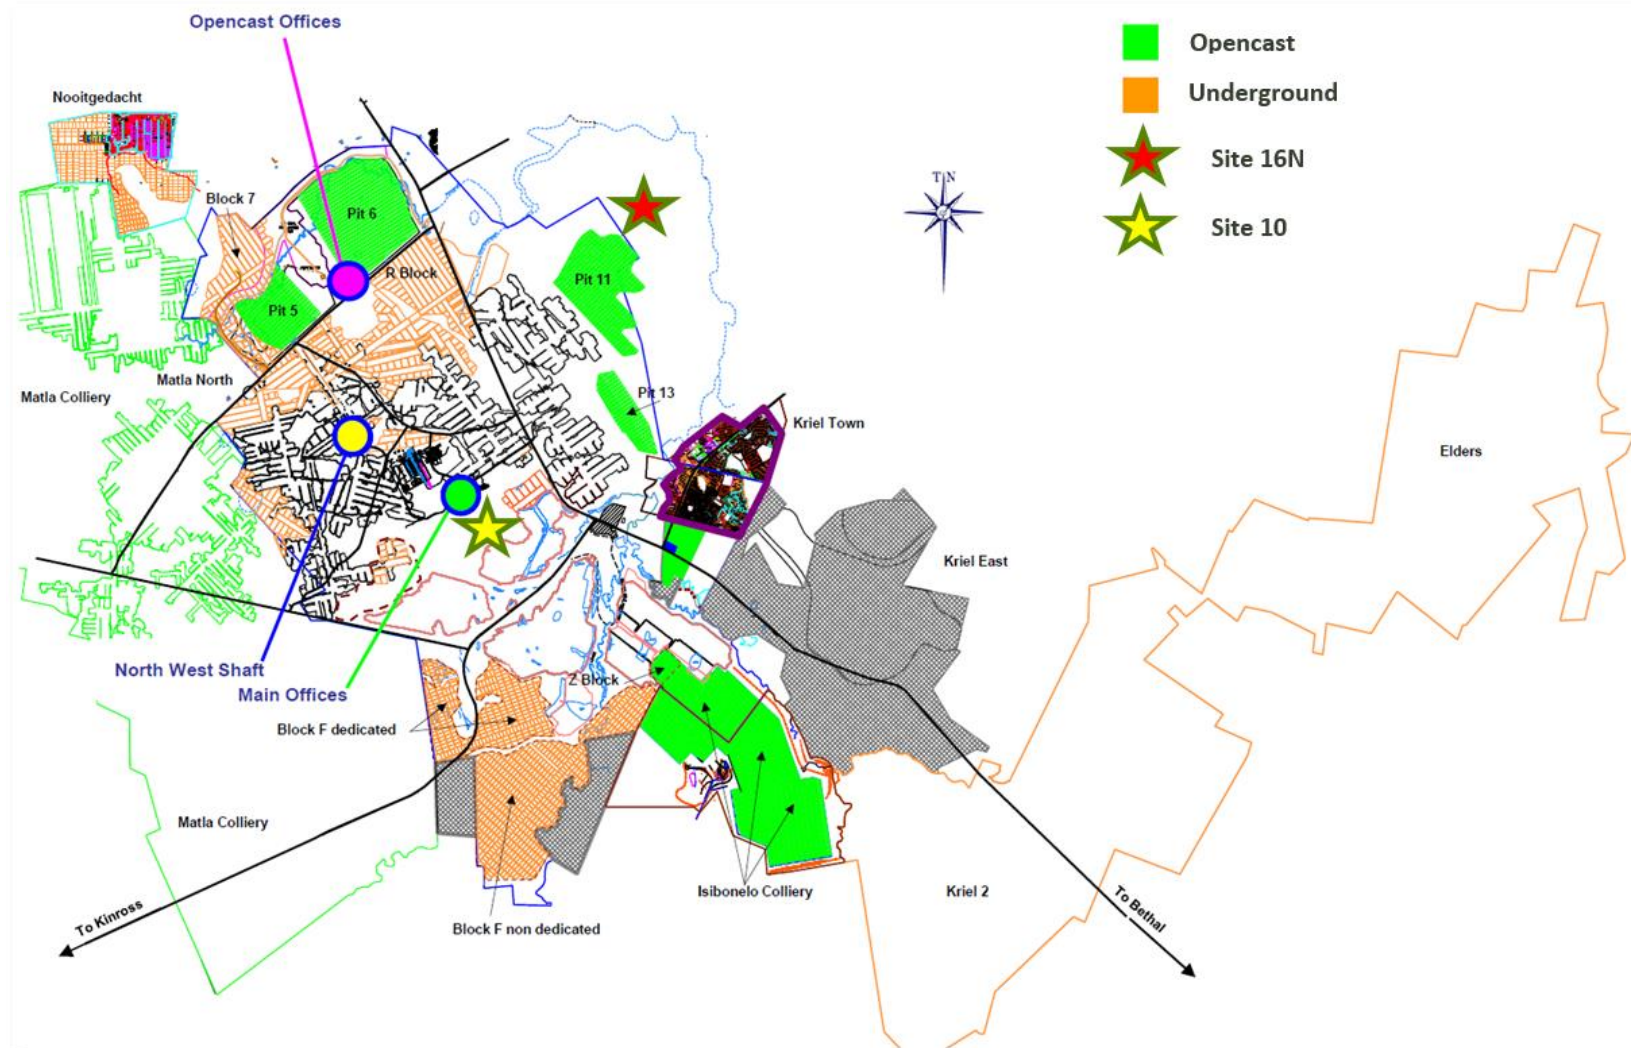 Opencast Offices
Opencast
Underground
Site 16N
Site 10
Nooitgedacht
T N
Block 7
Pit 6
R Block
Pit 11
Pit 5
Matla North
Matla Colliery
Pit 13
Kriel Town
Elders
Kriel East
North West Shaft
Main Offices
Z Block
Block F dedicated
Matla Colliery
Isibonelo Colliery
Kriel 2
To Kinross
To Bethal
Block F non dedicated